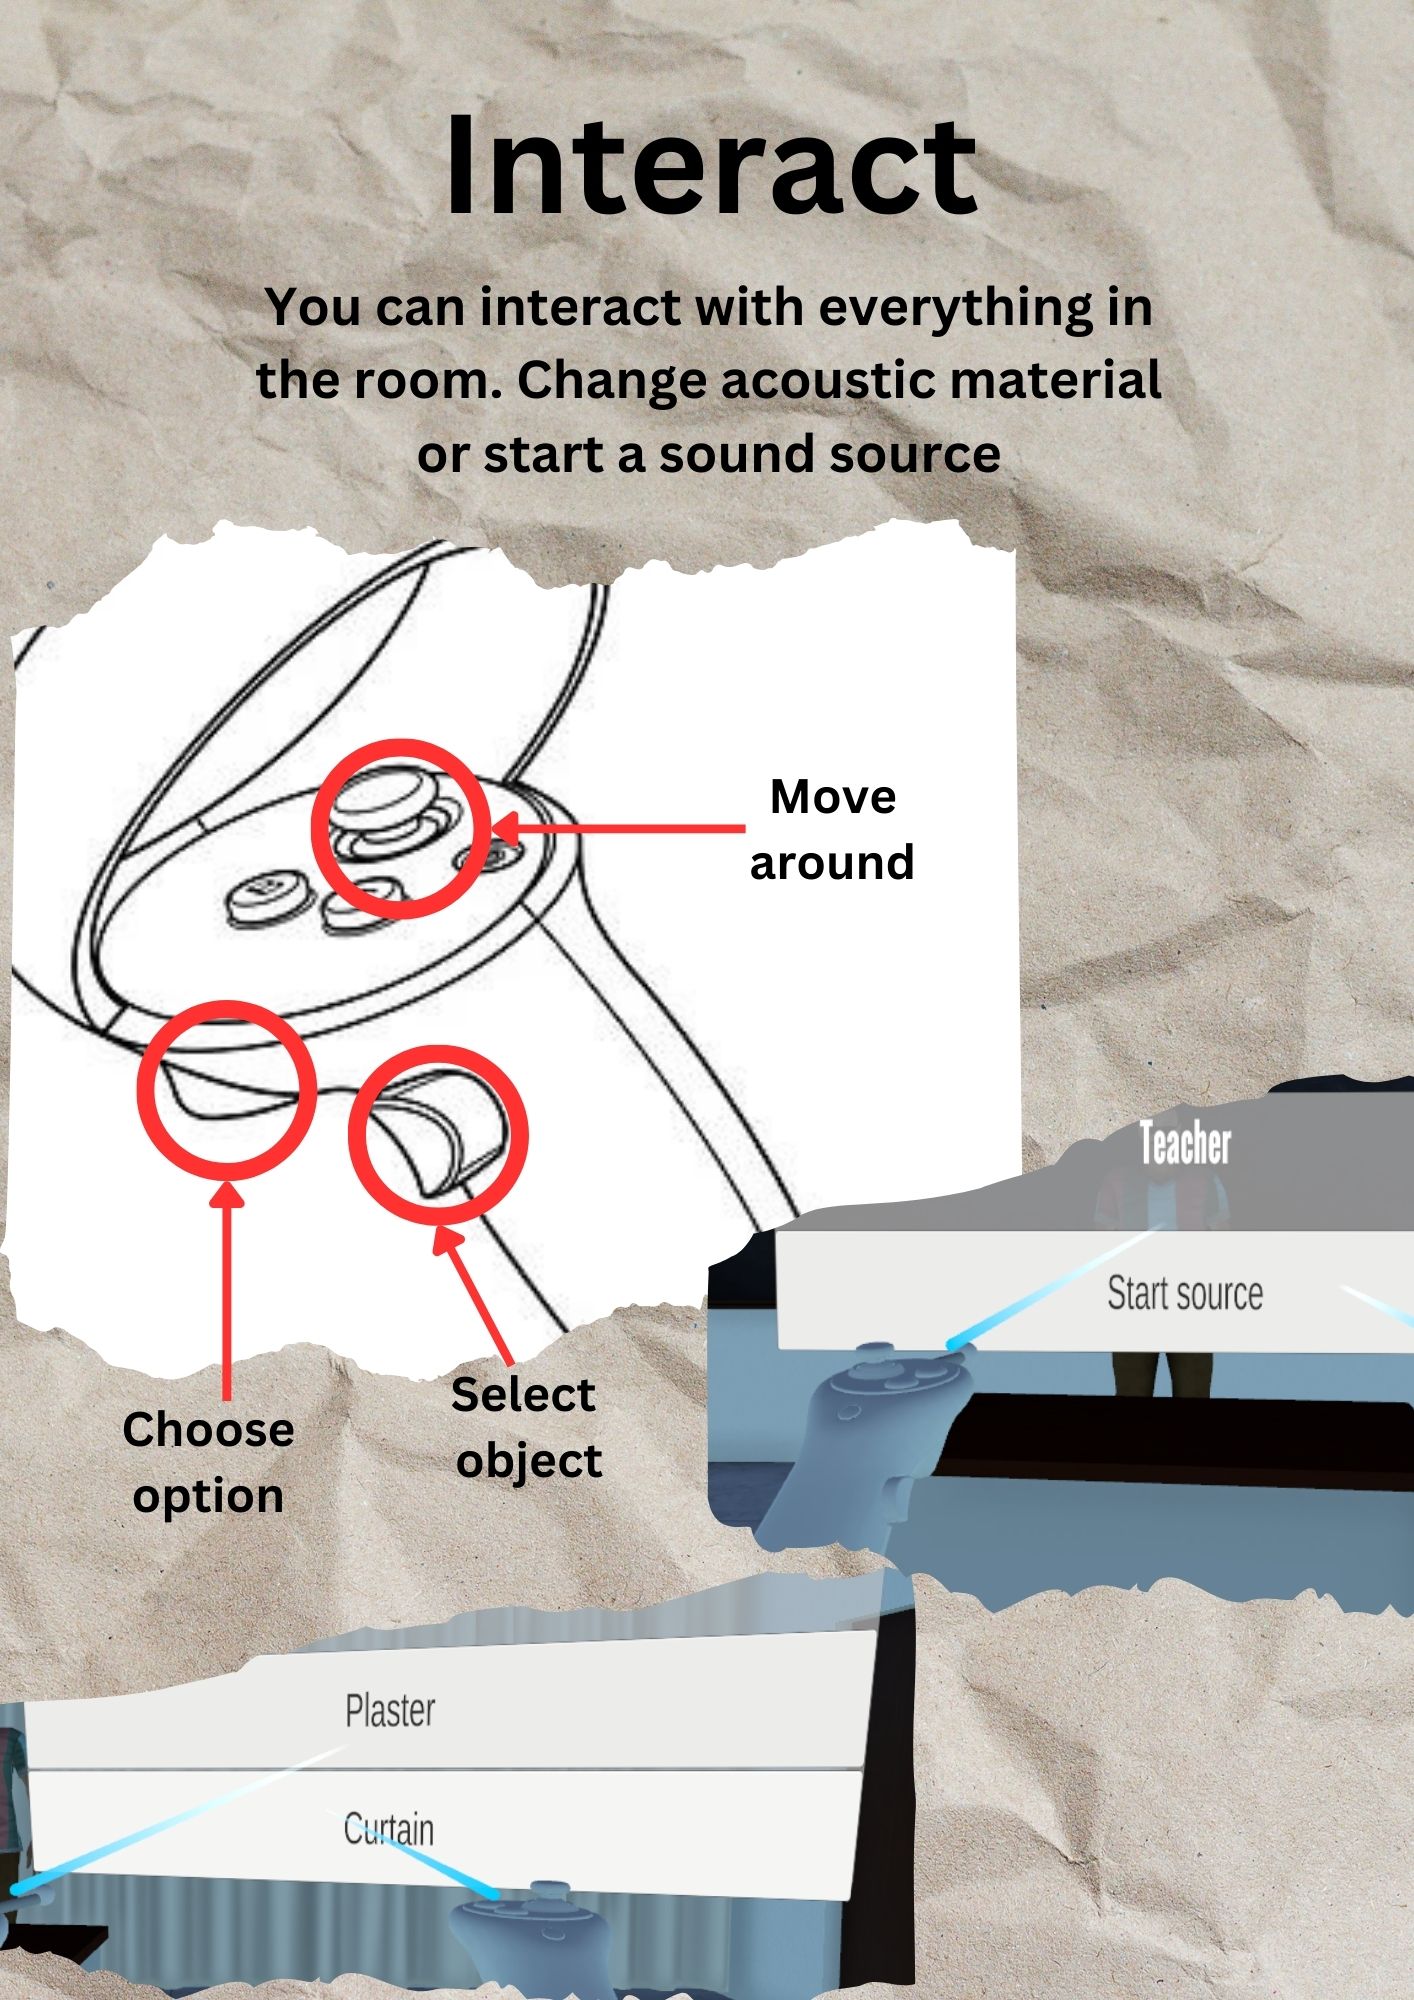 Interact
You can interact with everything in
the room. Change acoustic material
or start a sound source
Move
around
Teacher
Start source
Select
object
Choose
option
Plaster
Curtain